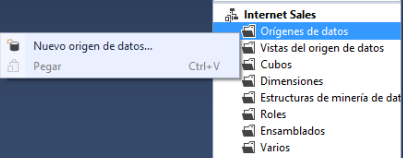 Internet Sales
Orígenes de datos
Nuevo origen de datos...
Pegar Ctrl+V
Vistas del origen de datos
Cubos
Dimensiones
Estructuras de minería de dat
Roles
Ensamblados
Varios